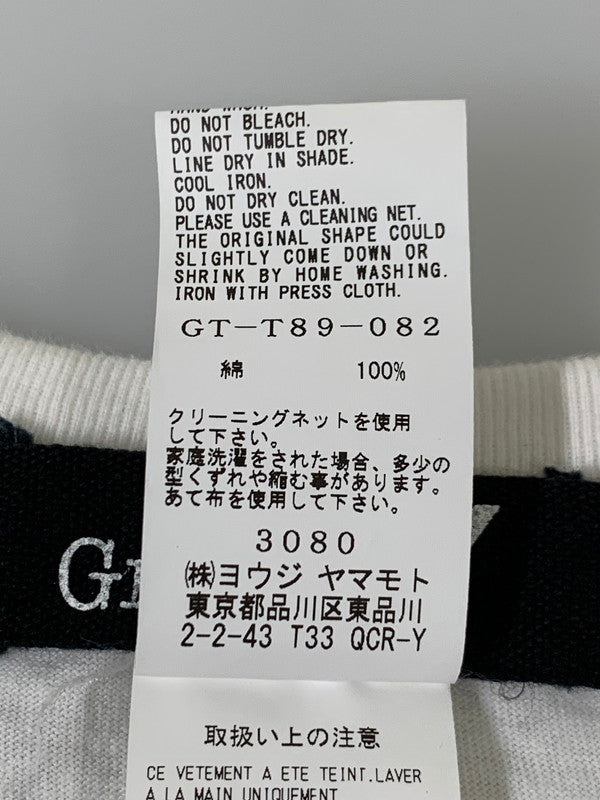 HAND WASH.
DO NOT BLEACH.
DO NOT TUMBLE DRY.
LINE DRY IN SHADE.
COOL IRON.
DO NOT DRY CLEAN.
PLEASE USE A CLEANING NET.
THE ORIGINAL SHAPE COULD
SLIGHTLY COME DOWN OR
SHRINK BY HOME WASHING.
IRON WITH PRESS CLOTH.
GT-T89-082
綿 100%
クリーニングネットを使用
して下さい。
家庭洗濯をされた場合、多少の
型くずれや縮む事があります。
あて布を使用して下さい。
3080
㈱ヨウジ ヤマモト
東京都品川区東品川
2-2-43 T33 QCR-Y
取扱い上の注意
CE VETEMENT A ETE TEINT.LAVER
A LA MAIN UNIQUEMENT